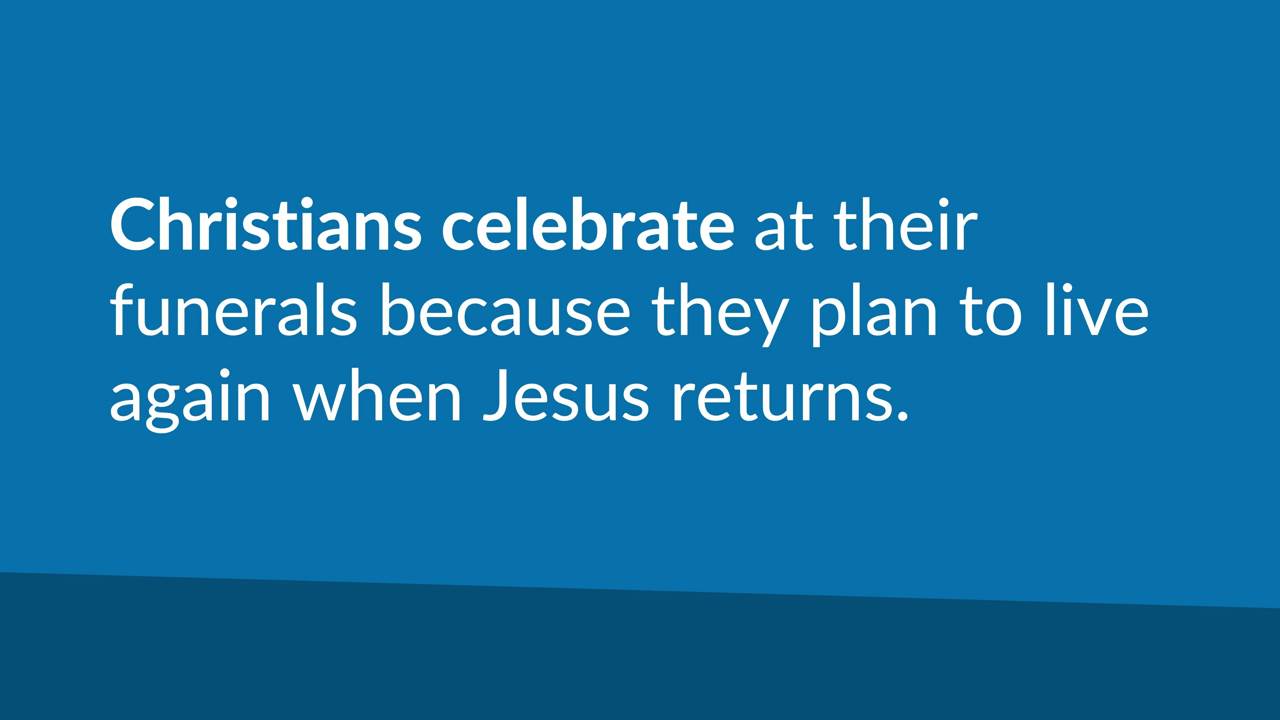 Christians celebrate at their
funerals because they plan to live
again when Jesus returns.